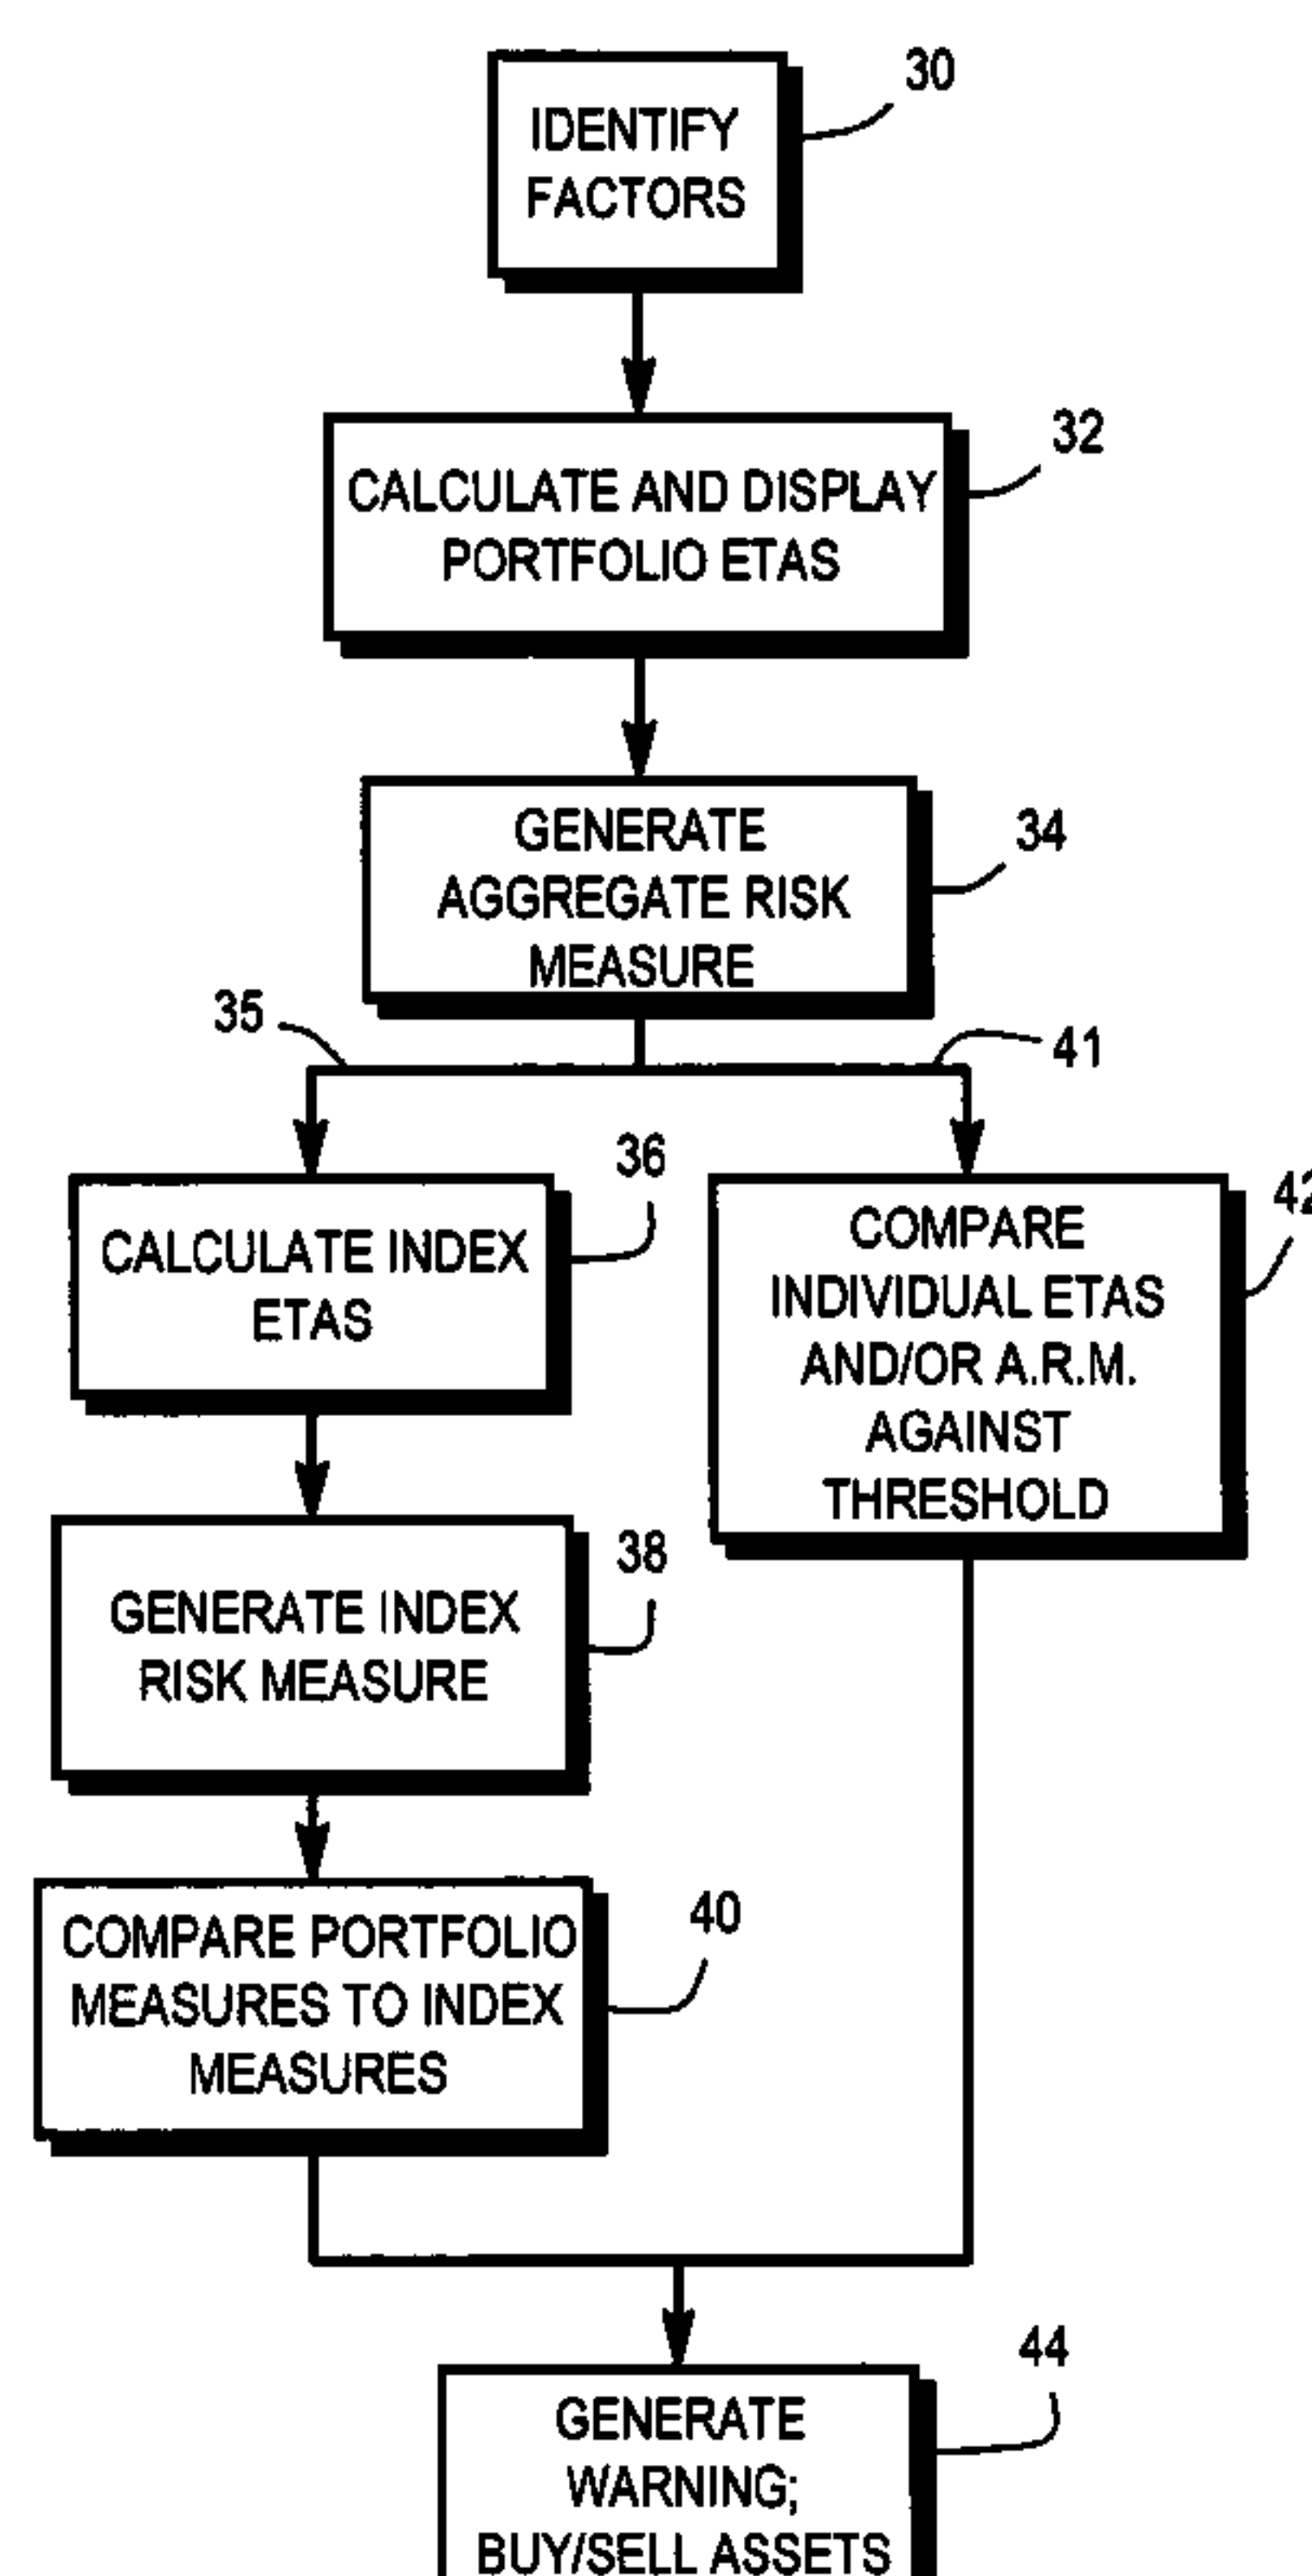 30
IDENTIFY
FACTORS
32
CALCULATE AND DISPLAY
PORTFOLIO ETAS
34
GENERATE
AGGREGATE RISK
MEASURE
35
41
36
CALCULATE INDEX
ETAS
42
COMPARE
INDIVIDUAL ETAS
AND/OR A.R.M.
AGAINST
THRESHOLD
38
GENERATE INDEX
RISK MEASURE
40
COMPARE PORTFOLIO
MEASURES TO INDEX
MEASURES
44
GENERATE
WARNING;
BUY/SELL ASSETS